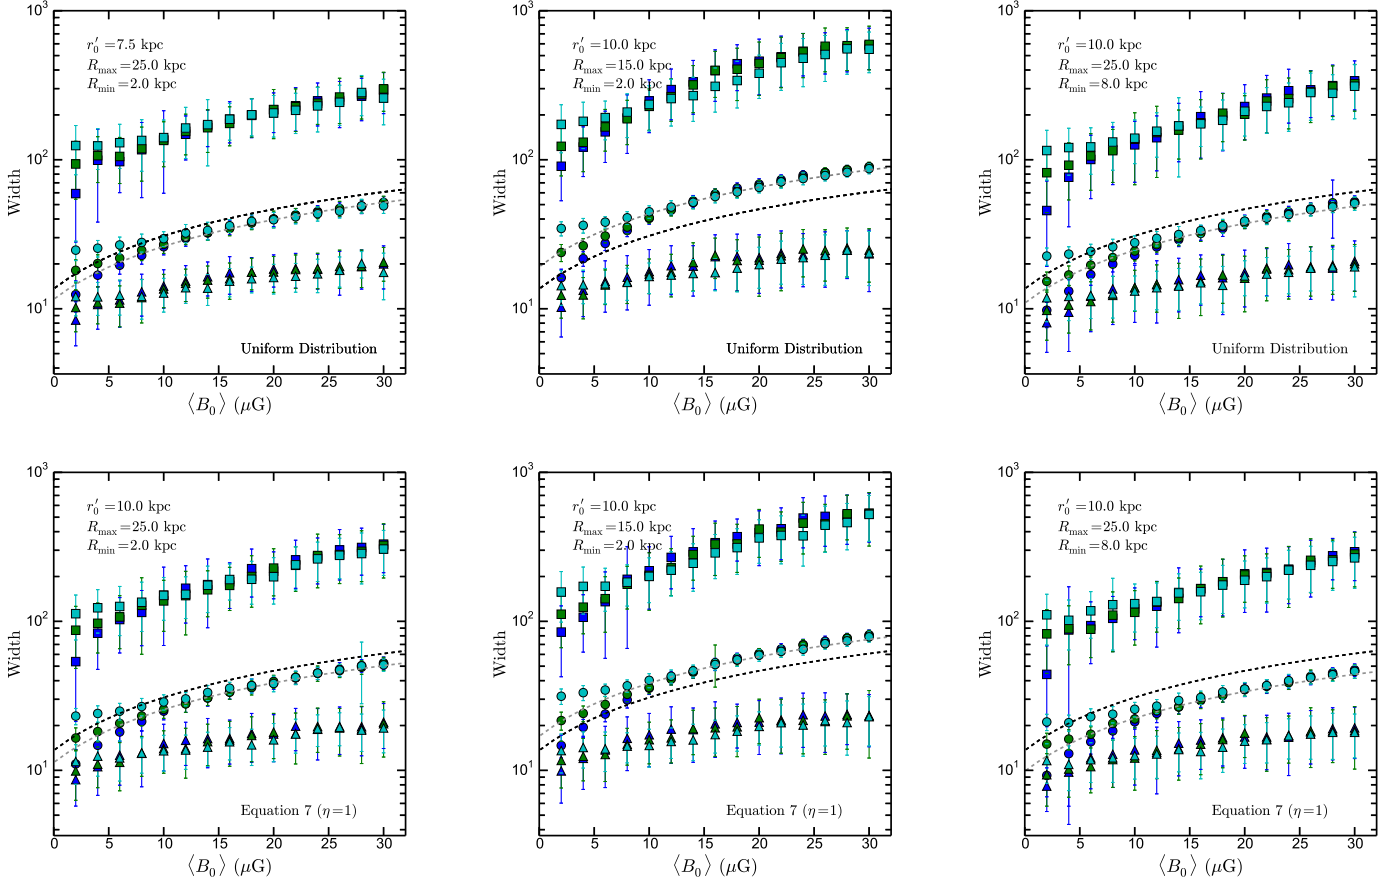 10³
r′₀ =7.5 kpc
R_max =25.0 kpc
R_min =2.0 kpc
10²
Width
10¹
Uniform Distribution
0 5 10 15 20 25 30
⟨B₀⟩ (μG)
10³
r′₀ =10.0 kpc
R_max =15.0 kpc
R_min =2.0 kpc
10²
Width
10¹
Uniform Distribution
0 5 10 15 20 25 30
⟨B₀⟩ (μG)
10³
r′₀ =10.0 kpc
R_max =25.0 kpc
R_min =8.0 kpc
10²
Width
10¹
Uniform Distribution
0 5 10 15 20 25 30
⟨B₀⟩ (μG)
10³
r′₀ =10.0 kpc
R_max =25.0 kpc
R_min =2.0 kpc
10²
Width
10¹
Equation 7 (η=1)
0 5 10 15 20 25 30
⟨B₀⟩ (μG)
10³
r′₀ =10.0 kpc
R_max =15.0 kpc
R_min =2.0 kpc
10²
Width
10¹
Equation 7 (η=1)
0 5 10 15 20 25 30
⟨B₀⟩ (μG)
10³
r′₀ =10.0 kpc
R_max =25.0 kpc
R_min =8.0 kpc
10²
Width
10¹
Equation 7 (η=1)
0 5 10 15 20 25 30
⟨B₀⟩ (μG)